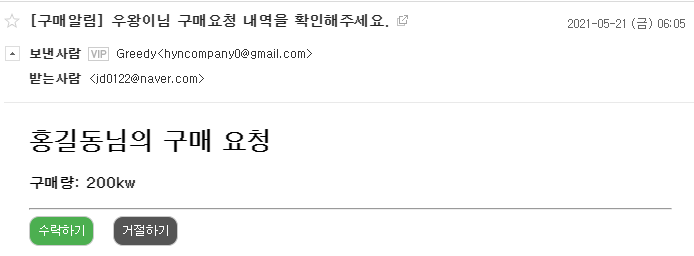 [구매알림] 우왕이님 구매요청 내역을 확인해주세요.
2021-05-21 (금) 06:05
보낸사람 VIP Greedy<hyncompany0@gmail.com>
받는사람 <jd0122@naver.com>
홍길동님의 구매 요청
구매량: 200kw
수락하기 거절하기